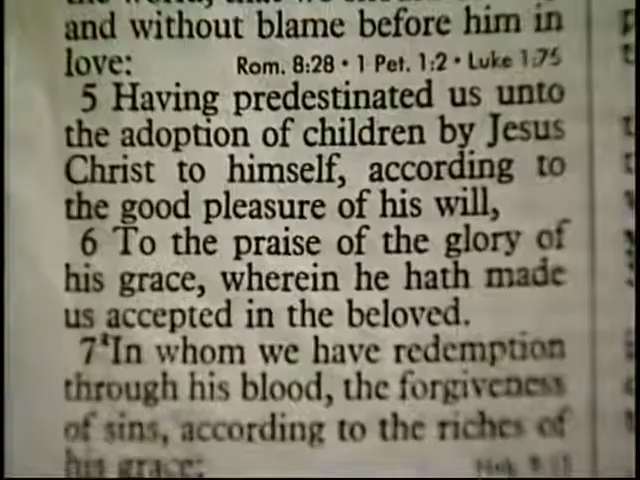 and without blame before him in
love: Rom. 8:28 • 1 Pet. 1:2 • Luke 1:75
5 Having predestinated us unto
the adoption of children by Jesus
Christ to himself, according to
the good pleasure of his will,
6 To the praise of the glory of
his grace, wherein he hath made
us accepted in the beloved.
7 In whom we have redemption
through his blood, the forgiveness
of sins, according to the riches of
his grace;